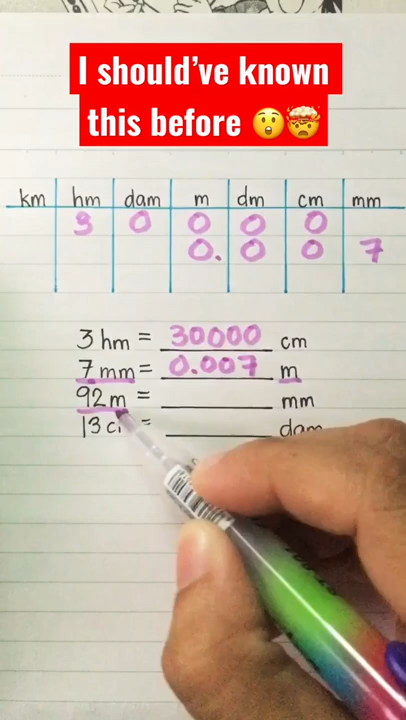 I should've known
this before 😲🤯
km hm dam m dm cm mm
3 0 0 0 0
0. 0 0 7
3 hm = 30000 cm
7 mm = 0.007 m
92 m = mm
= dam